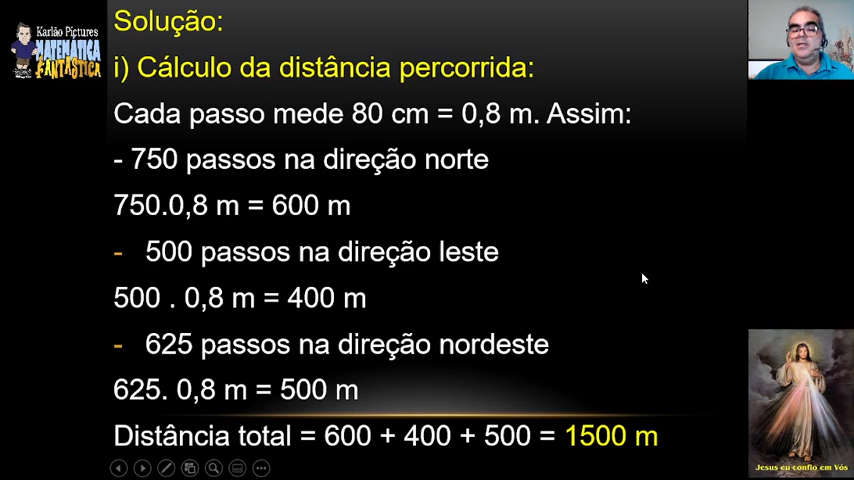 Karlão Pictures
MATEMÁTICA
FANTÁSTICA
Solução:
i) Cálculo da distância percorrida:
Cada passo mede 80 cm = 0,8 m. Assim:
- 750 passos na direção norte
750.0,8 m = 600 m
- 500 passos na direção leste
500 . 0,8 m = 400 m
- 625 passos na direção nordeste
625. 0,8 m = 500 m
Distância total = 600 + 400 + 500 = 1500 m
Jesus eu confio em Vós